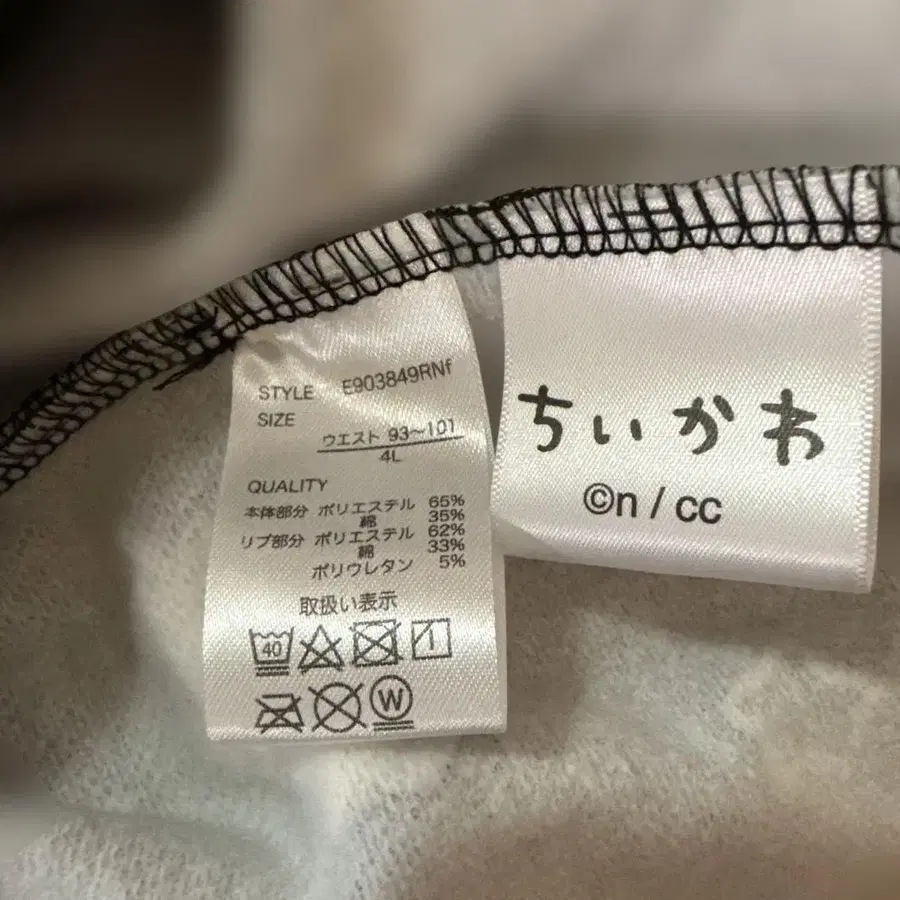 STYLE E903849RNf
SIZE
ウエスト 93~101
4L
QUALITY
本体部分 ポリエステル 65%
綿 35%
リブ部分 ポリエステル 62%
綿 33%
ポリウレタン 5%
取扱い表示
40
W
ちいかわ
©n / cc